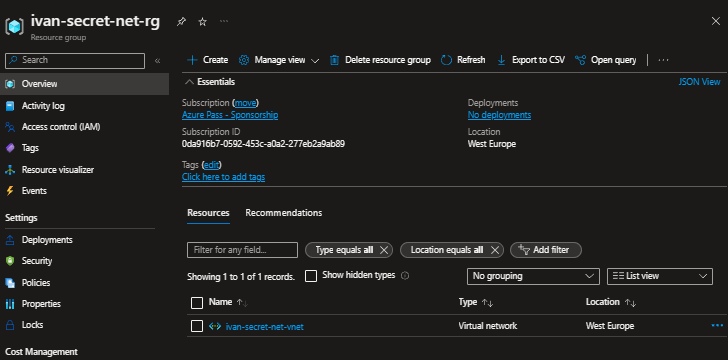 ivan-secret-net-rg
Resource group
Search
Overview
Activity log
Access control (IAM)
Tags
Resource visualizer
Events
Settings
Deployments
Security
Policies
Properties
Locks
Cost Management
Create
Manage view
Delete resource group
Refresh
Export to CSV
Open query
Essentials
JSON View
Subscription (move)
Azure Pass - Sponsorship
Subscription ID
0da916b7-0592-453c-a0a2-277eb2a9ab89
Tags (edit)
Click here to add tags
Deployments
No deployments
Location
West Europe
Resources Recommendations
Filter for any field...
Type equals all
Location equals all
Add filter
Showing 1 to 1 of 1 records.
Show hidden types
No grouping
List view
Name Type Location
ivan-secret-net-vnet Virtual network West Europe